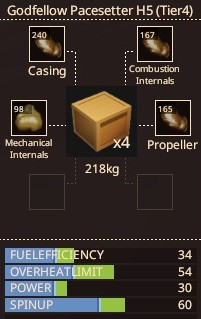 Godfellow Pacesetter H5 (Tier4)
240
167
Casing
Combustion
Internals
98
165
x4
Mechanical
Internals
Propeller
218kg
FUELEFFICIENCY 34
OVERHEATLIMIT 54
POWER 30
SPINUP 60